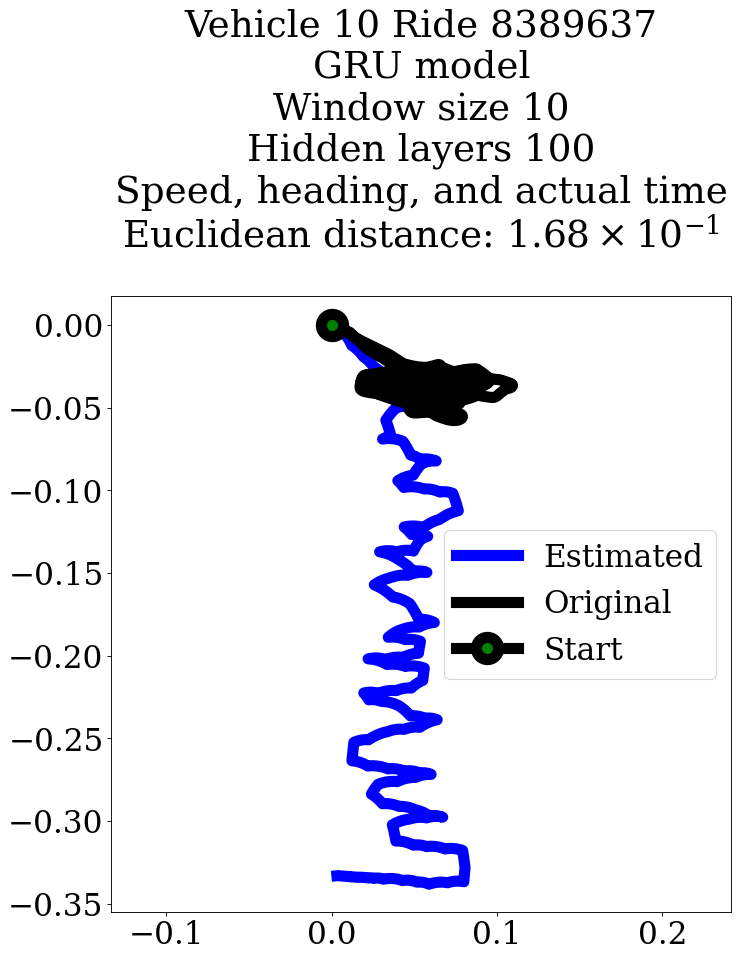 Vehicle 10 Ride 8389637
GRU model
Window size 10
Hidden layers 100
Speed, heading, and actual time
Euclidean distance: 1.68 × 10⁻¹
0.00
−0.05
−0.10
−0.15
−0.20
−0.25
−0.30
−0.35
Estimated
Original
Start
−0.1 0.0 0.1 0.2